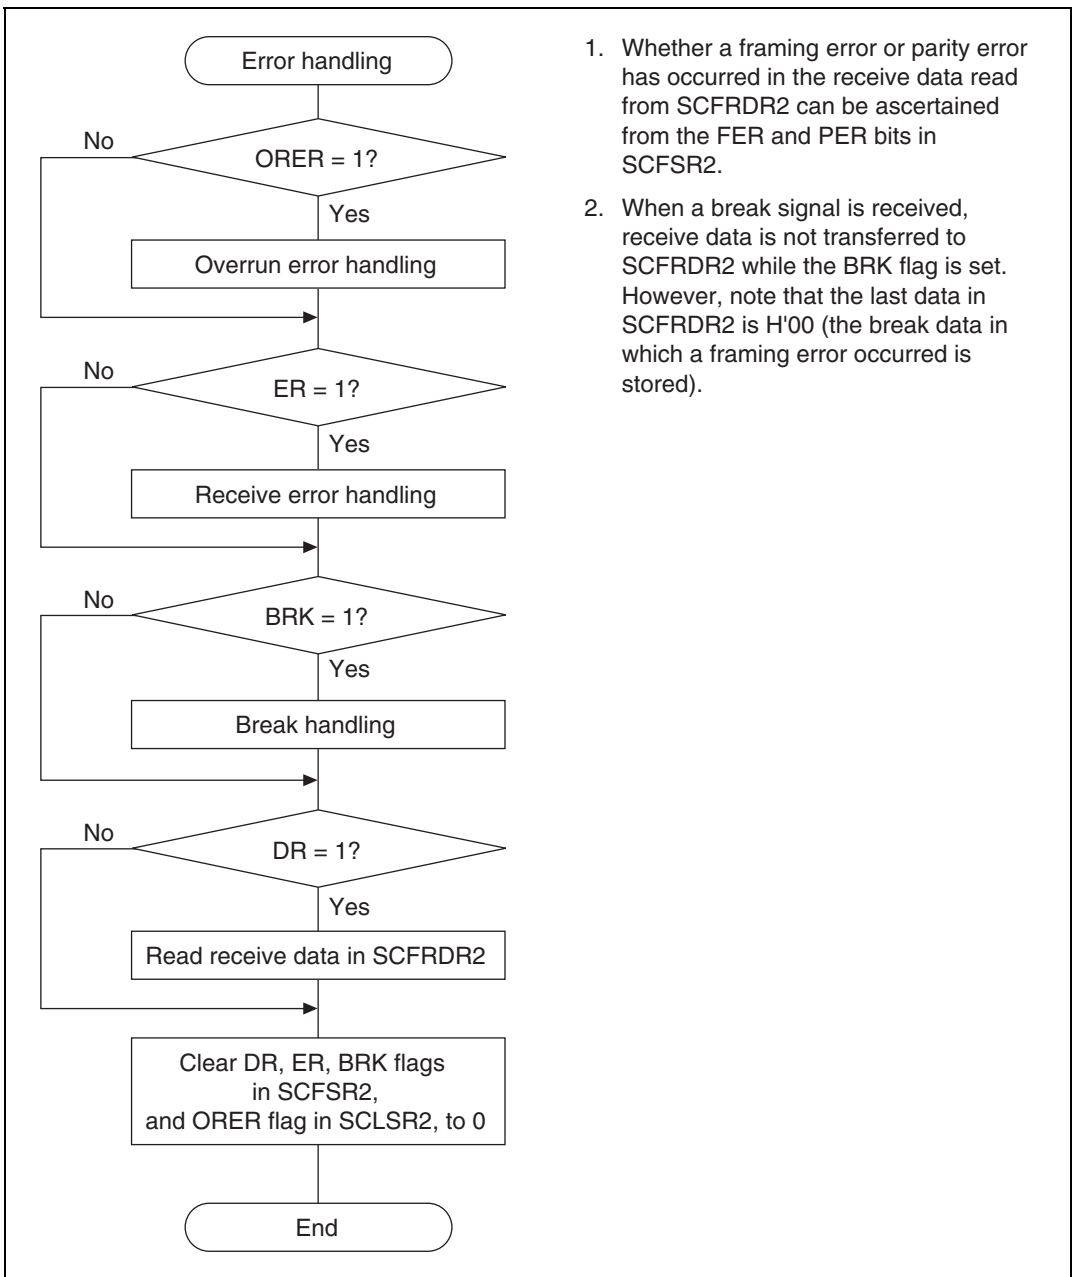 Error handling
No
ORER = 1?
Yes
Overrun error handling
No
ER = 1?
Yes
Receive error handling
No
BRK = 1?
Yes
Break handling
No
DR = 1?
Yes
Read receive data in SCFRDR2
Clear DR, ER, BRK flags
in SCFSR2,
and ORER flag in SCLSR2, to 0
End
1. Whether a framing error or parity error
has occurred in the receive data read
from SCFRDR2 can be ascertained
from the FER and PER bits in
SCFSR2.
2. When a break signal is received,
receive data is not transferred to
SCFRDR2 while the BRK flag is set.
However, note that the last data in
SCFRDR2 is H'00 (the break data in
which a framing error occurred is
stored).